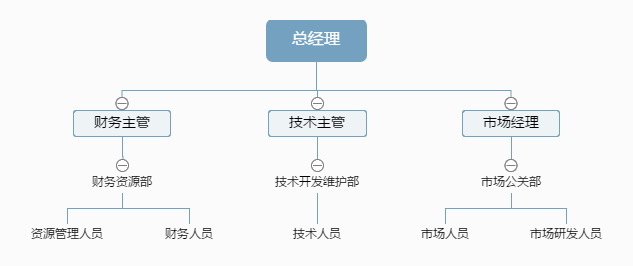 总经理
财务主管
技术主管
市场经理
财务资源部
技术开发维护部
市场公关部
资源管理人员
财务人员
技术人员
市场人员
市场研发人员